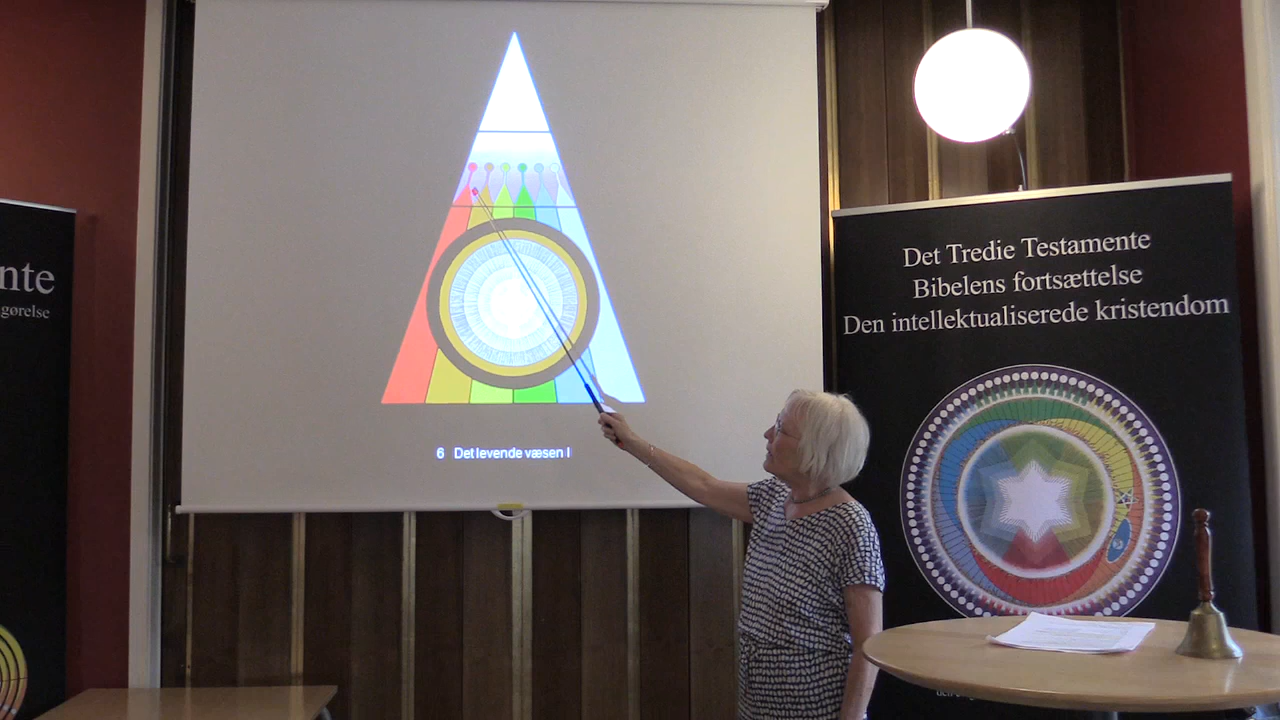 nte
gørelse
6 Det levende væsen I
Det Tredie Testamente
Bibelens fortsættelse
Den intellektualiserede kristendom